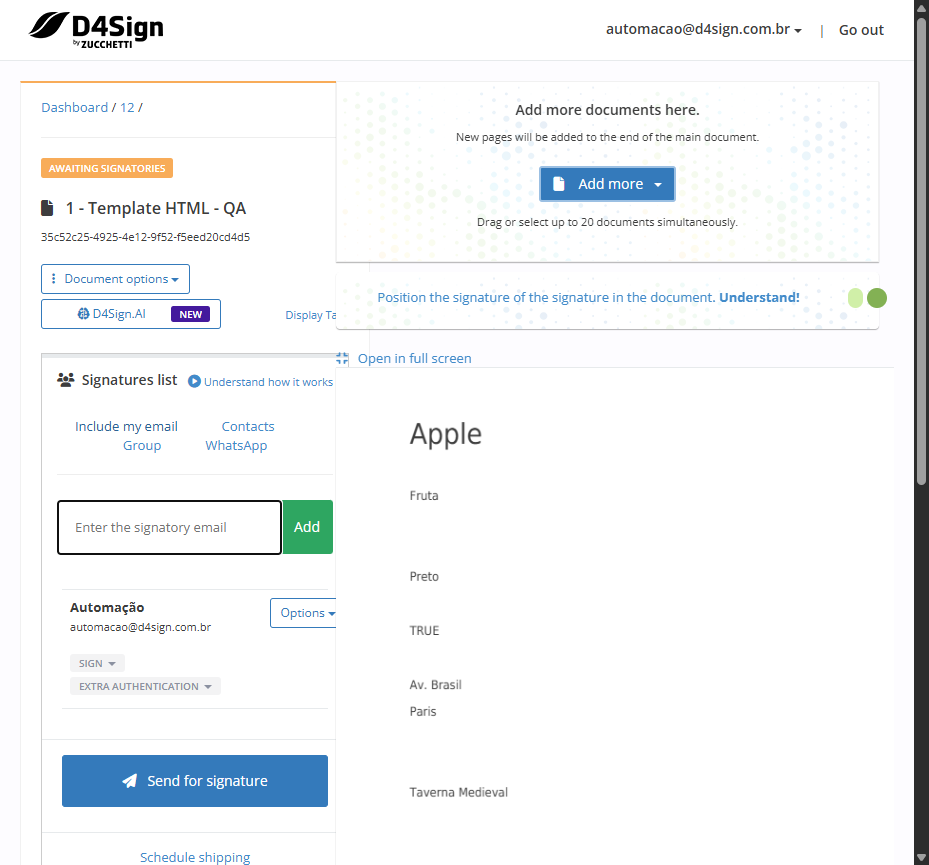 D4Sign
by ZUCCHETTI
automacao@d4sign.com.br
|
Go out
Dashboard / 12 /
AWAITING SIGNATORIES
1 - Template HTML - QA
35c52c25-4925-4e12-9f52-f5eed20cd4d5
Document options
D4Sign.AI NEW
Display Ta
Signatures list Understand how it works
Include my email Contacts
Group WhatsApp
Enter the signatory email Add
Automação
automacao@d4sign.com.br
Options
SIGN
EXTRA AUTHENTICATION
Send for signature
Schedule shipping
Add more documents here.
New pages will be added to the end of the main document.
Add more
Drag or select up to 20 documents simultaneously.
Position the signature of the signature in the document. Understand!
Open in full screen
Apple
Fruta
Preto
TRUE
Av. Brasil
Paris
Taverna Medieval